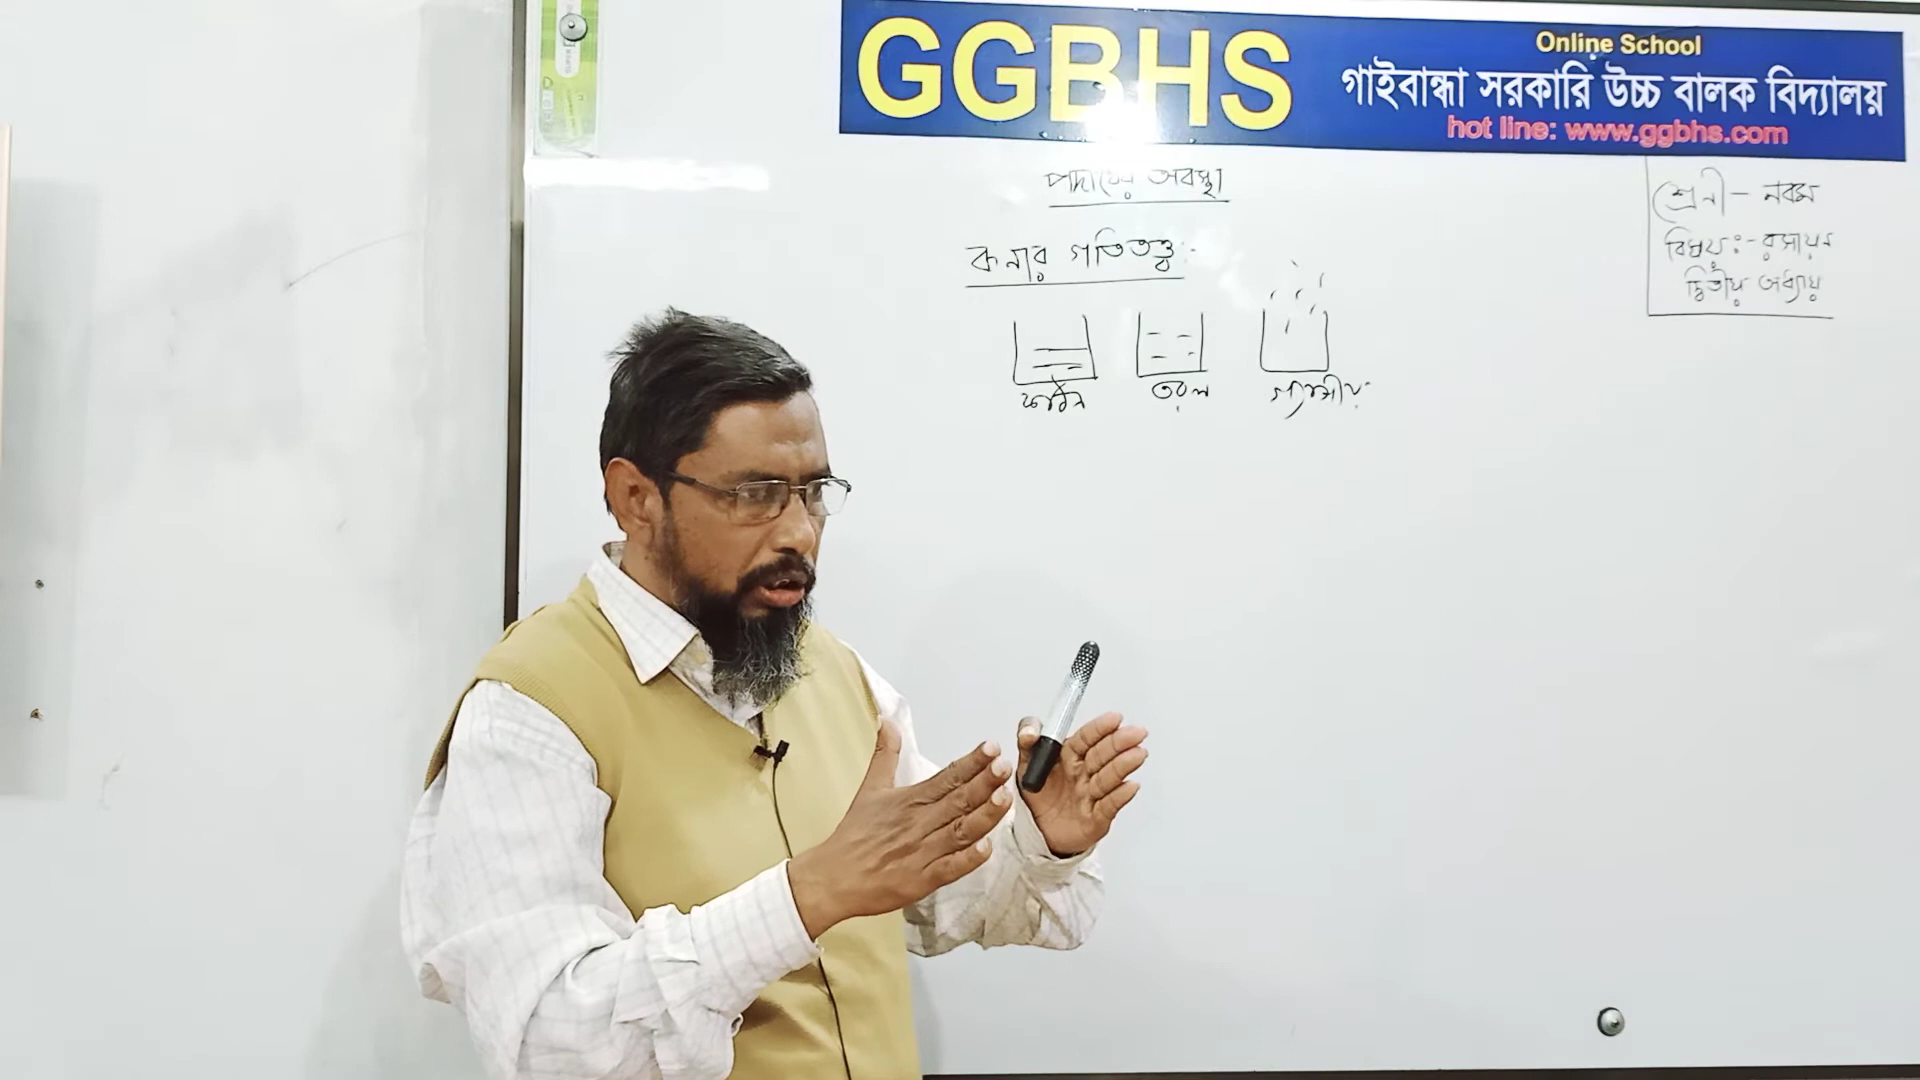 GGBHS
Online School
গাইবান্ধা সরকারি উচ্চ বালক বিদ্যালয়
hot line: www.ggbhs.com
পদার্থের অবস্থা
কনার গতিতত্ত্ব :-
কঠিন
তরল
গ্যাসীয়
শ্রেনী - নবম
বিষয়ঃ- রসায়ন
দ্বিতীয় অধ্যায়